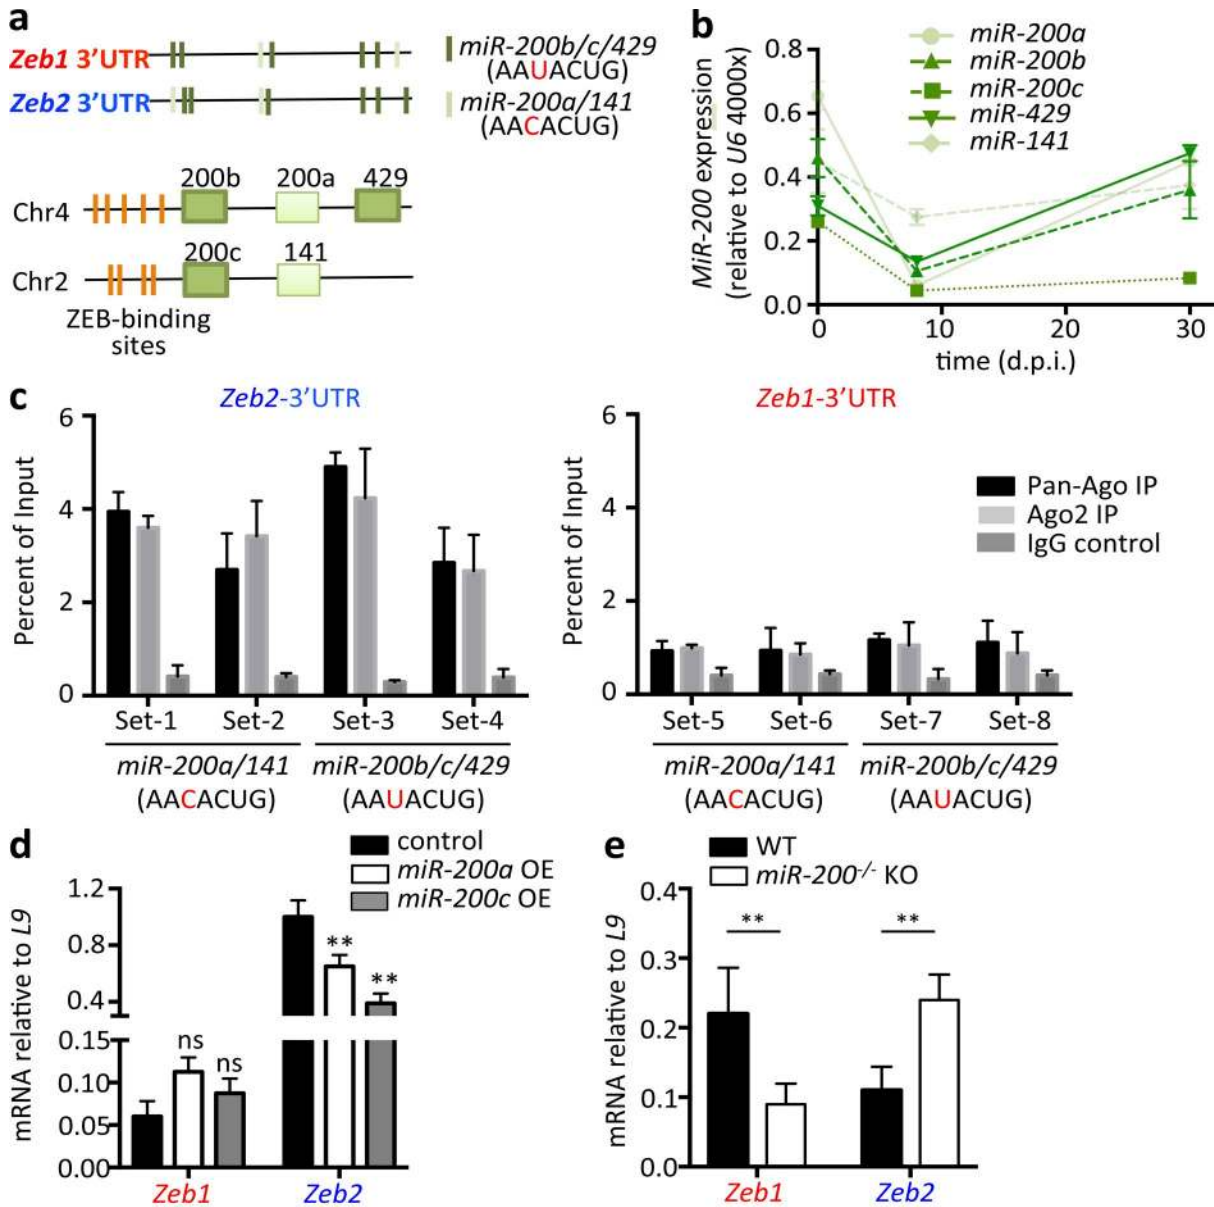 a
Zeb1 3’UTR
Zeb2 3’UTR
miR-200b/c/429
(AAUACUG)
miR-200a/141
(AACACUG)
200b
200a
429
Chr4
200c
141
Chr2
ZEB-binding
sites
b
MiR-200 expression
(relative to U6 4000x)
0.8
0.6
0.4
0.2
0.0
0
10
20
30
time (d.p.i.)
miR-200a
miR-200b
miR-200c
miR-429
miR-141
c
Zeb2-3’UTR
Percent of Input
6
4
2
0
Set-1
Set-2
Set-3
Set-4
miR-200a/141
miR-200b/c/429
(AACACUG)
(AAUACUG)
Zeb1-3’UTR
Percent of Input
6
4
2
0
Pan-Ago IP
Ago2 IP
IgG control
Set-5
Set-6
Set-7
Set-8
miR-200a/141
miR-200b/c/429
(AACACUG)
(AAUACUG)
d
control
miR-200a OE
miR-200c OE
mRNA relative to L9
1.2
0.8
0.4
0.15
0.10
0.05
0.00
ns
ns
**
**
Zeb1
Zeb2
e
WT
miR-200-/- KO
mRNA relative to L9
0.4
0.3
0.2
0.1
0.0
**
**
Zeb1
Zeb2